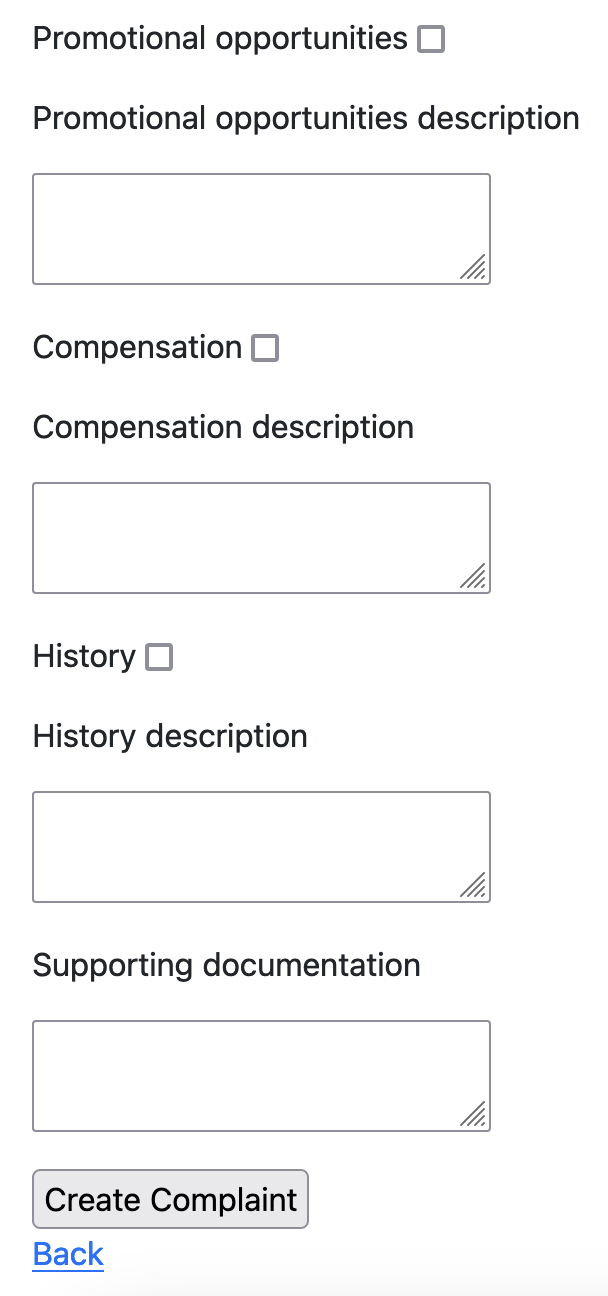 Promotional opportunities
Promotional opportunities description
Compensation
Compensation description
History
History description
Supporting documentation
Create Complaint
Back